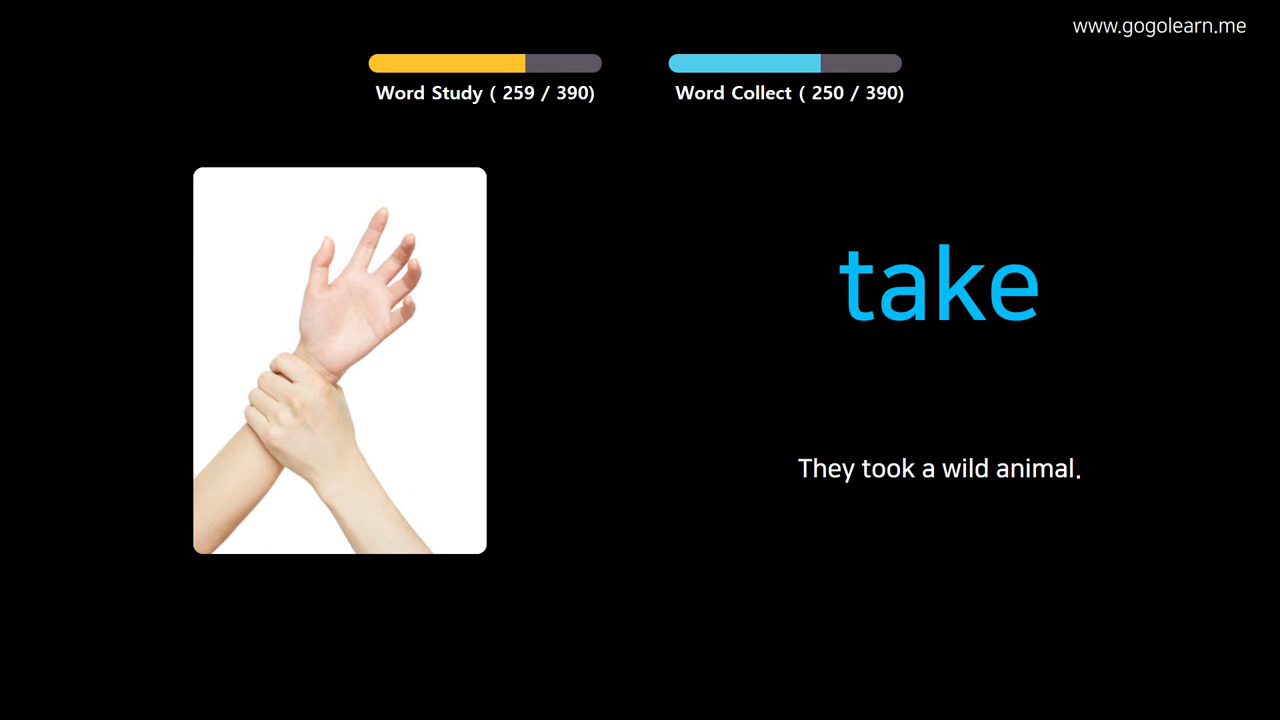 www.gogolearn.me
Word Study ( 259 / 390)
Word Collect ( 250 / 390)
take
They took a wild animal.